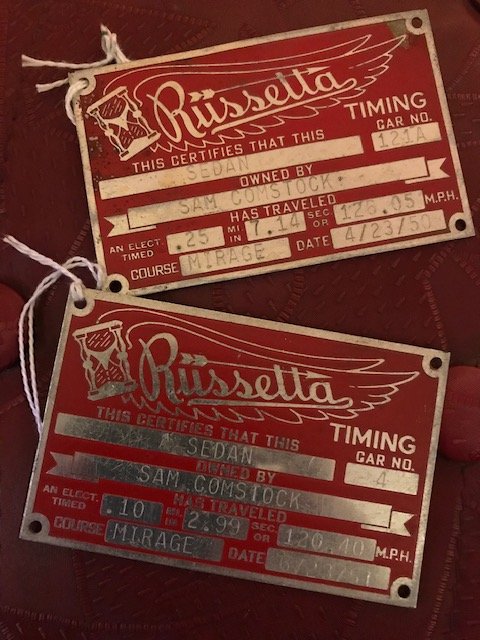 Rüssetta
TIMING
CAR NO.
121A
THIS CERTIFIES THAT THIS
SEDAN
OWNED BY
SAM COMSTOCK
HAS TRAVELED
AN ELECT. TIMED .25 MI. IN 7.14 SEC. OR 126.05 M.P.H.
COURSE MIRAGE DATE 4/23/50
Rüssetta
TIMING
CAR NO.
4
THIS CERTIFIES THAT THIS
SEDAN
OWNED BY
SAM COMSTOCK
HAS TRAVELED
AN ELECT. TIMED .10 MI. IN 2.99 SEC. OR 120.40 M.P.H.
COURSE MIRAGE DATE